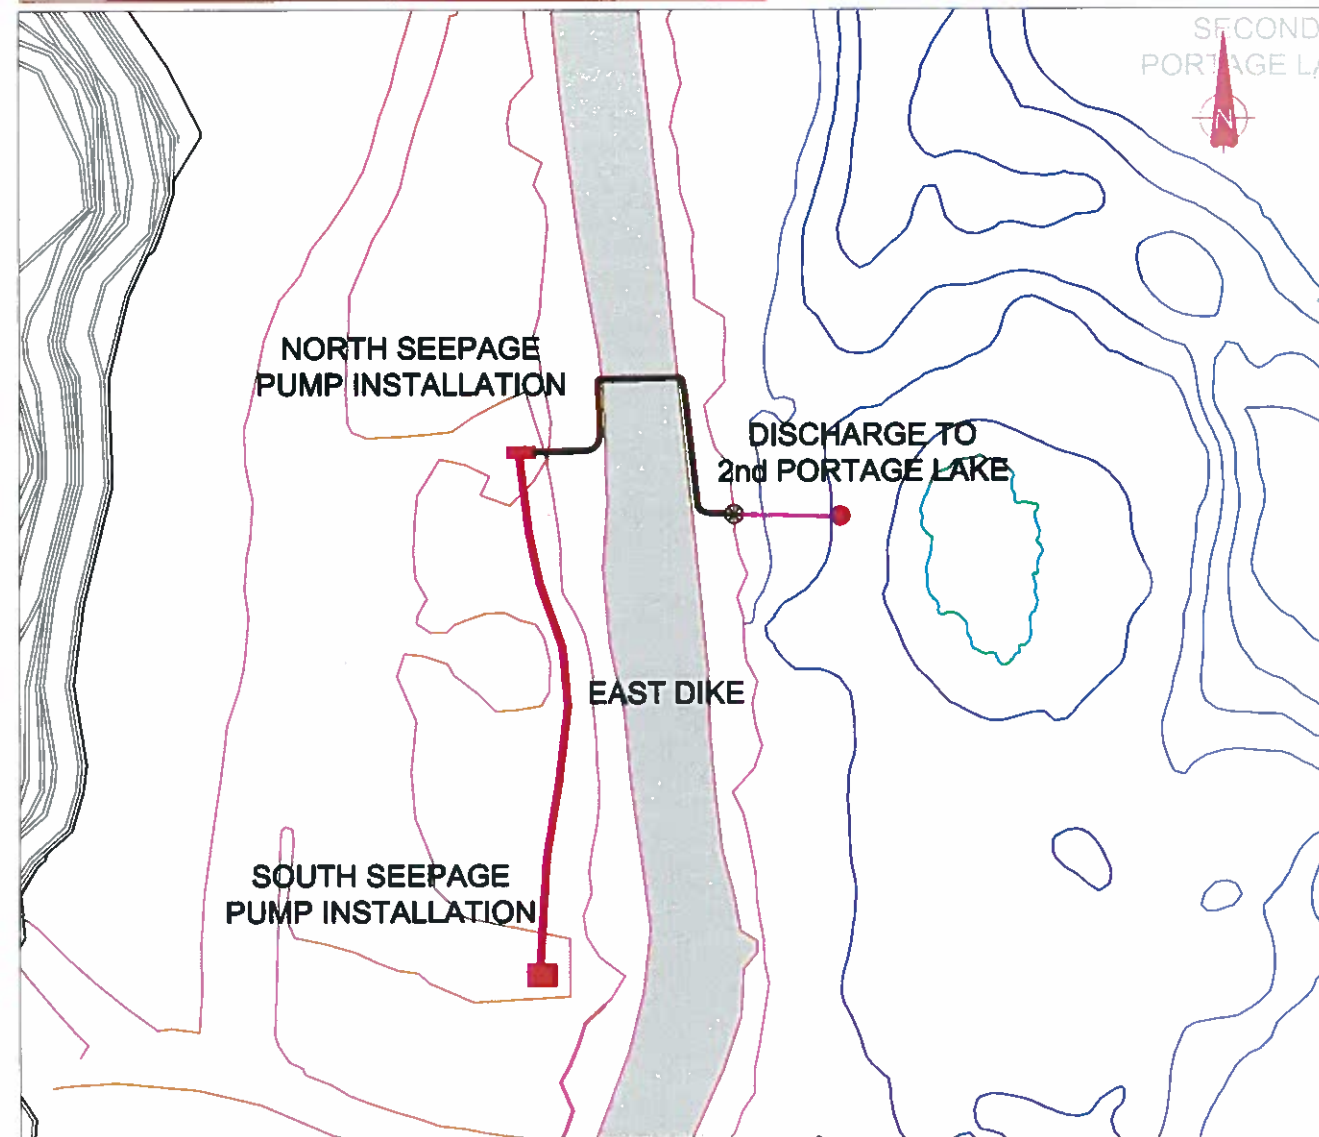 SECOND
PORTAGE
N
NORTH SEEPAGE
PUMP INSTALLATION
DISCHARGE TO
2nd PORTAGE LAKE
EAST DIKE
SOUTH SEEPAGE
PUMP INSTALLATION